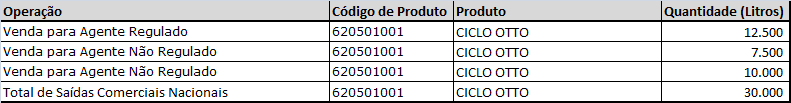 Operação Código de Produto Produto Quantidade (Litros)
Venda para Agente Regulado 620501001 CICLO OTTO 12.500
Venda para Agente Não Regulado 620501001 CICLO OTTO 7.500
Venda para Agente Não Regulado 620501001 CICLO OTTO 10.000
Total de Saídas Comerciais Nacionais 620501001 CICLO OTTO 30.000